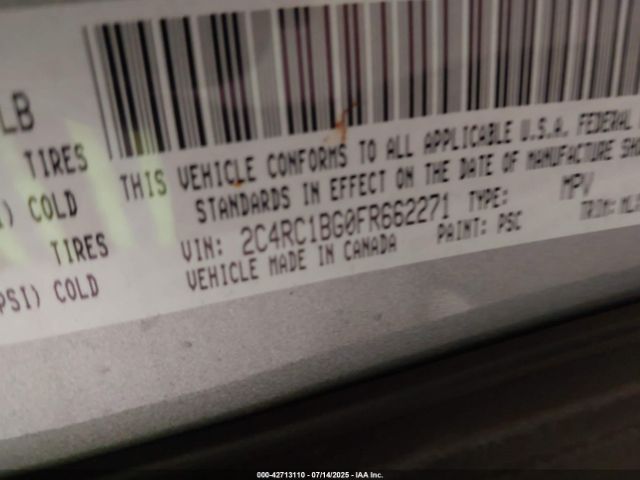 LB
TIRES
COLD
TIRES
PSI) COLD
THIS VEHICLE CONFORMS TO ALL APPLICABLE U.S.A. FEDERAL
STANDARDS IN EFFECT ON THE DATE OF MANUFACTURE SHO
VIN: 2C4RC1BG0FR662271 TYPE: MPV
VEHICLE MADE IN CANADA PAINT: PSC TRIM:
000-42713110 - 07/14/2025 - IAA Inc.